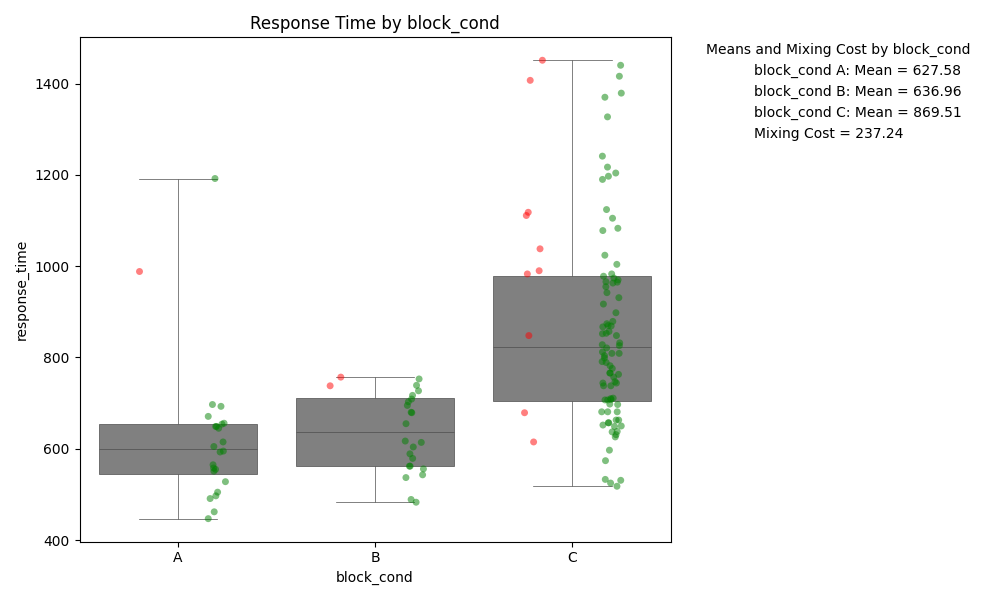 Response Time by block_cond
Means and Mixing Cost by block_cond
block_cond A: Mean = 627.58
block_cond B: Mean = 636.96
block_cond C: Mean = 869.51
Mixing Cost = 237.24
response_time
1400
1200
1000
800
600
400
A
B
C
block_cond